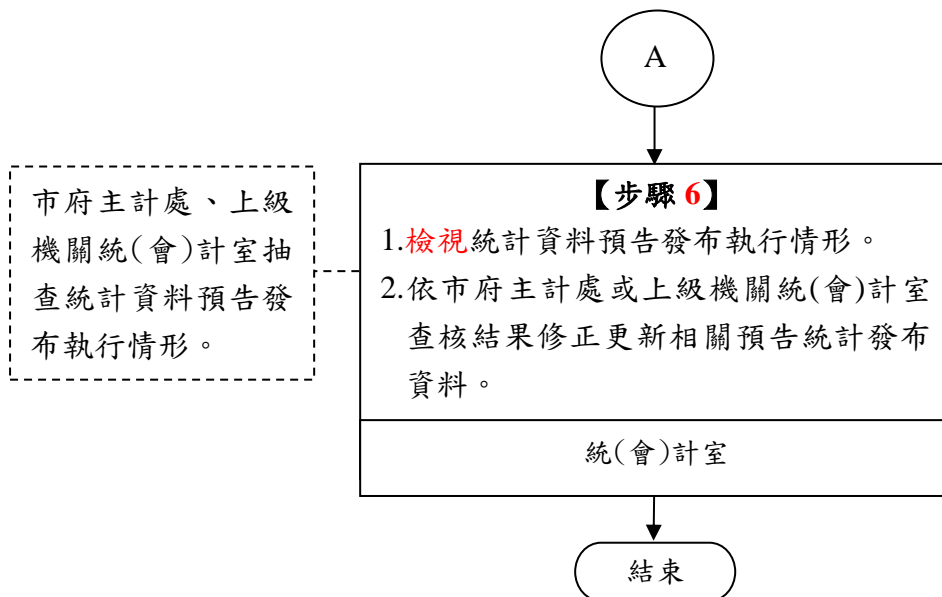 A
市府主計處、上級
機關統(會)計室抽
查統計資料預告發
布執行情形。
【步驟 6】
1.檢視統計資料預告發布執行情形。
2.依市府主計處或上級機關統(會)計室
查核結果修正更新相關預告統計發布
資料。
統(會)計室
結束